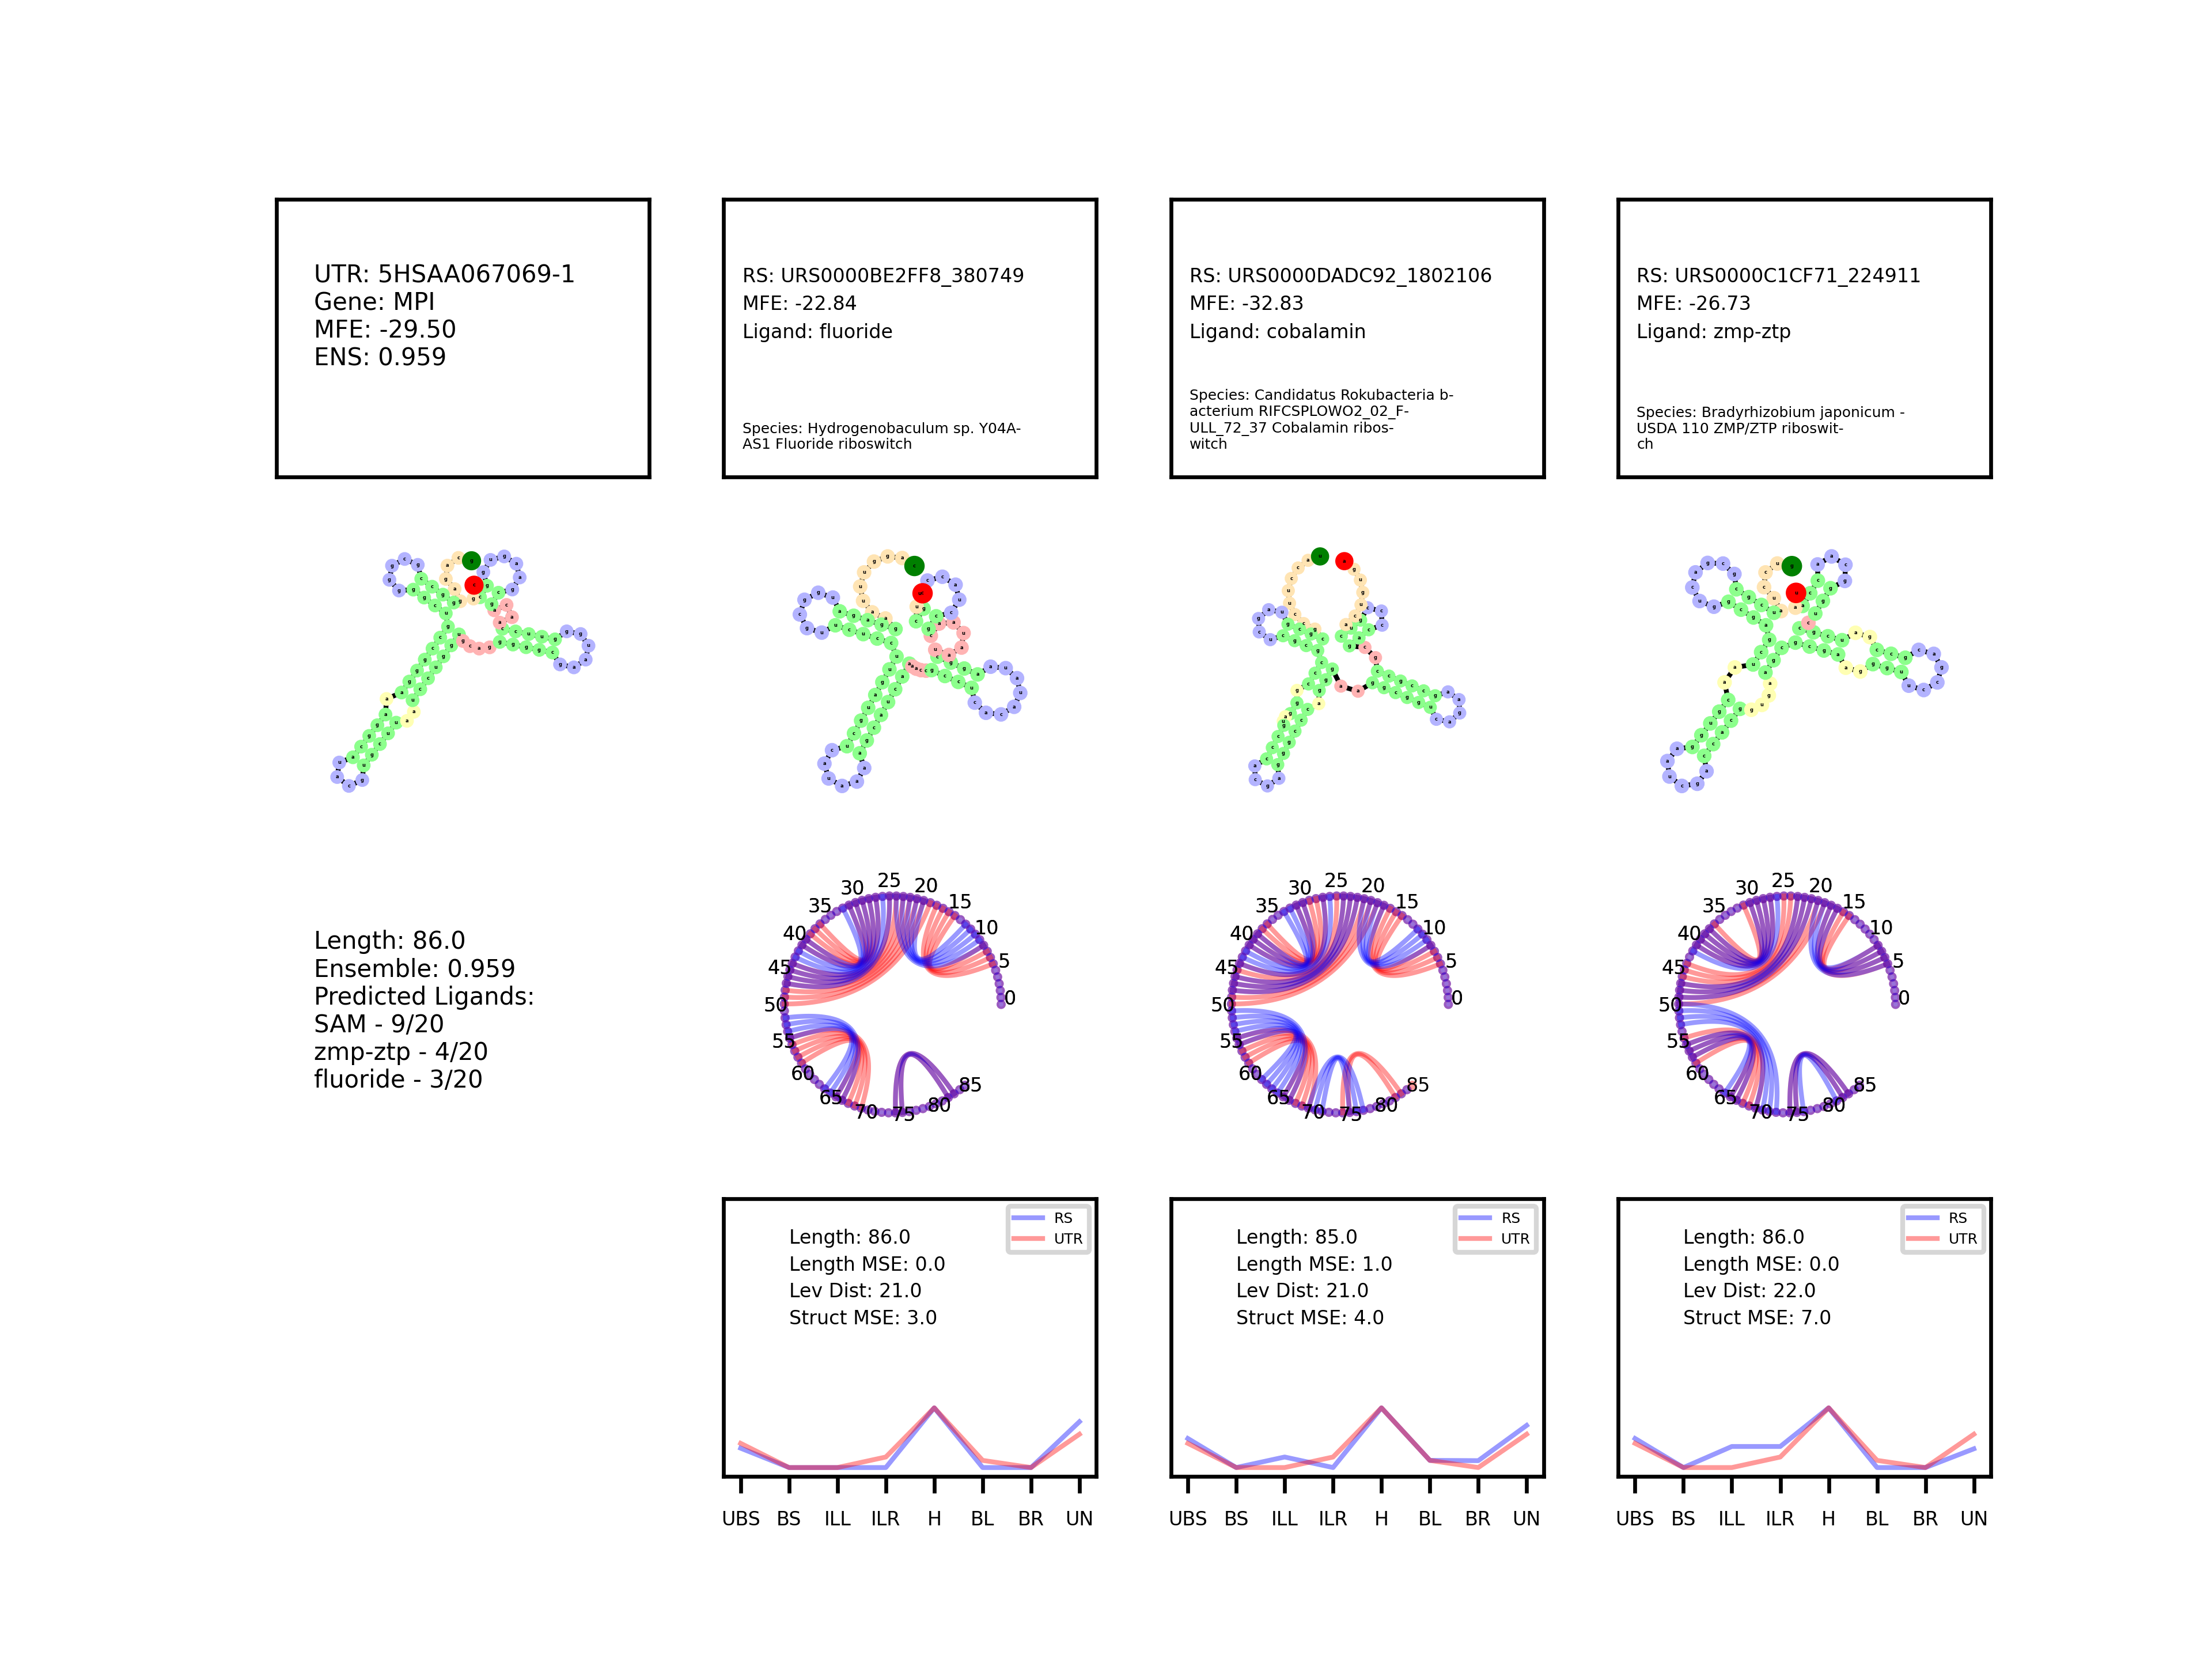 UTR: 5HSAA067069-1
Gene: MPI
MFE: -29.50
ENS: 0.959
RS: URS0000BE2FF8_380749
MFE: -22.84
Ligand: fluoride
Species: Hydrogenobaculum sp. Y04A-
AS1 Fluoride riboswitch
RS: URS0000DADC92_1802106
MFE: -32.83
Ligand: cobalamin
Species: Candidatus Rokubacteria b-
acterium RIFCSPLOWO2_02_F-
ULL_72_37 Cobalamin ribos-
witch
RS: URS0000C1CF71_224911
MFE: -26.73
Ligand: zmp-ztp
Species: Bradyrhizobium japonicum -
USDA 110 ZMP/ZTP riboswit-
ch
Length: 86.0
Ensemble: 0.959
Predicted Ligands:
SAM - 9/20
zmp-ztp - 4/20
fluoride - 3/20
0 5 10 15 20 25 30 35 40 45 50 55 60 65 70 75 80 85
0 5 10 15 20 25 30 35 40 45 50 55 60 65 70 75 80 85
0 5 10 15 20 25 30 35 40 45 50 55 60 65 70 75 80 85
RS
UTR
Length: 86.0
Length MSE: 0.0
Lev Dist: 21.0
Struct MSE: 3.0
UBS BS ILL ILR H BL BR UN
RS
UTR
Length: 85.0
Length MSE: 1.0
Lev Dist: 21.0
Struct MSE: 4.0
UBS BS ILL ILR H BL BR UN
RS
UTR
Length: 86.0
Length MSE: 0.0
Lev Dist: 22.0
Struct MSE: 7.0
UBS BS ILL ILR H BL BR UN